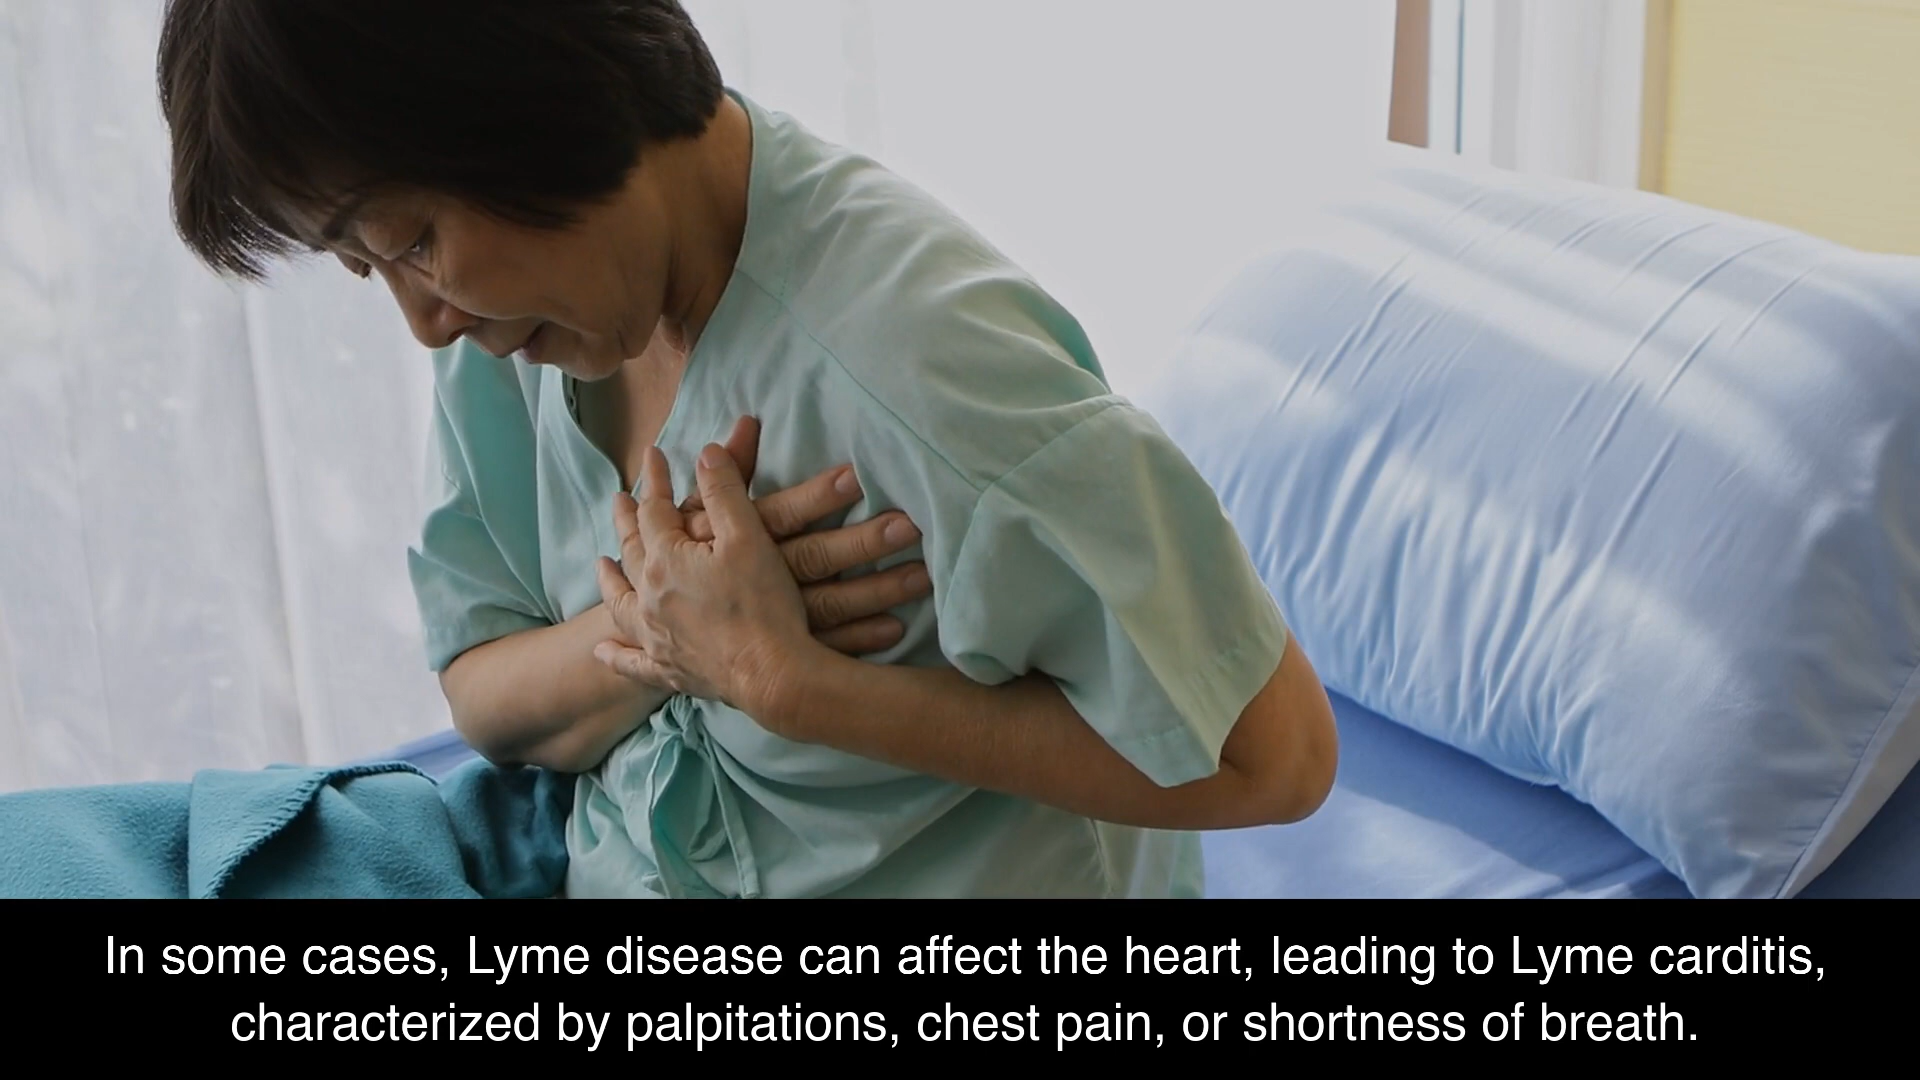 In some cases, Lyme disease can affect the heart, leading to Lyme carditis,
characterized by palpitations, chest pain, or shortness of breath.